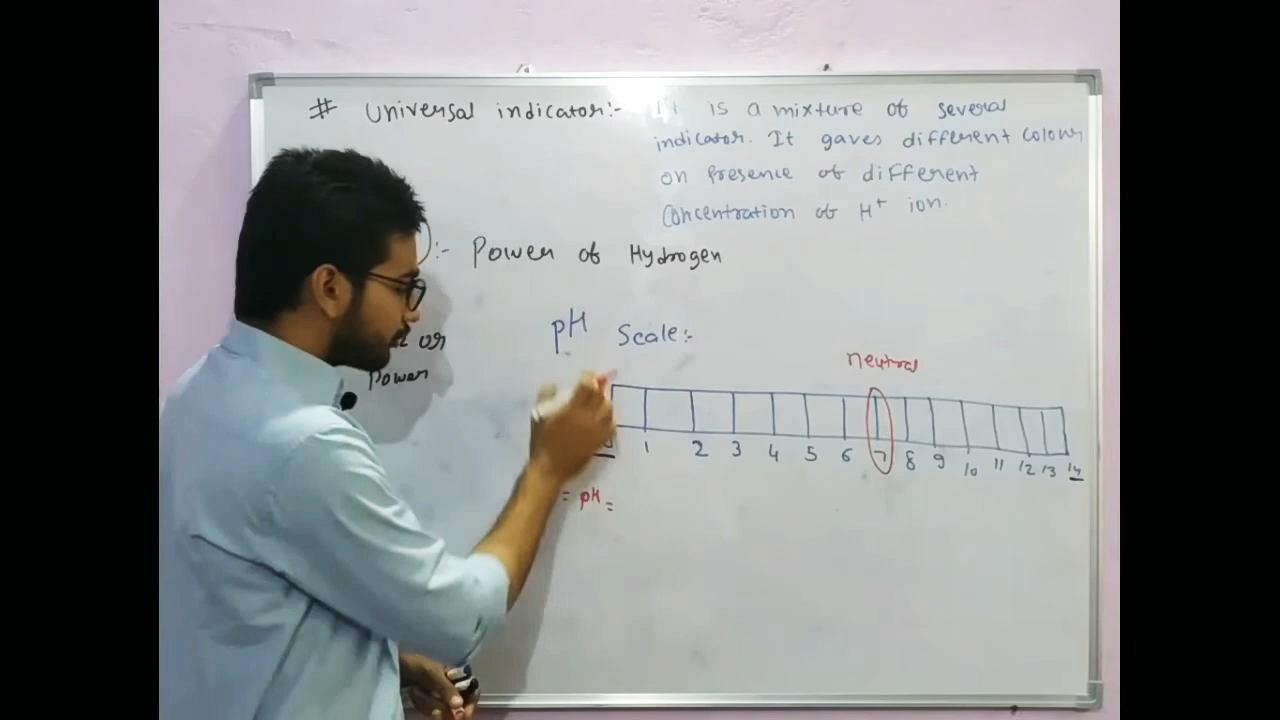 # Universal indicator:- It is a mixture of several
indicator. It gaves different colour
on presence of different
Concentration of H+ ion.
):- Power of Hydrogen
or
Power
pH Scale:-
neutral
1 2 3 4 5 6 7 8 9 10 11 12 13 14
= pH =